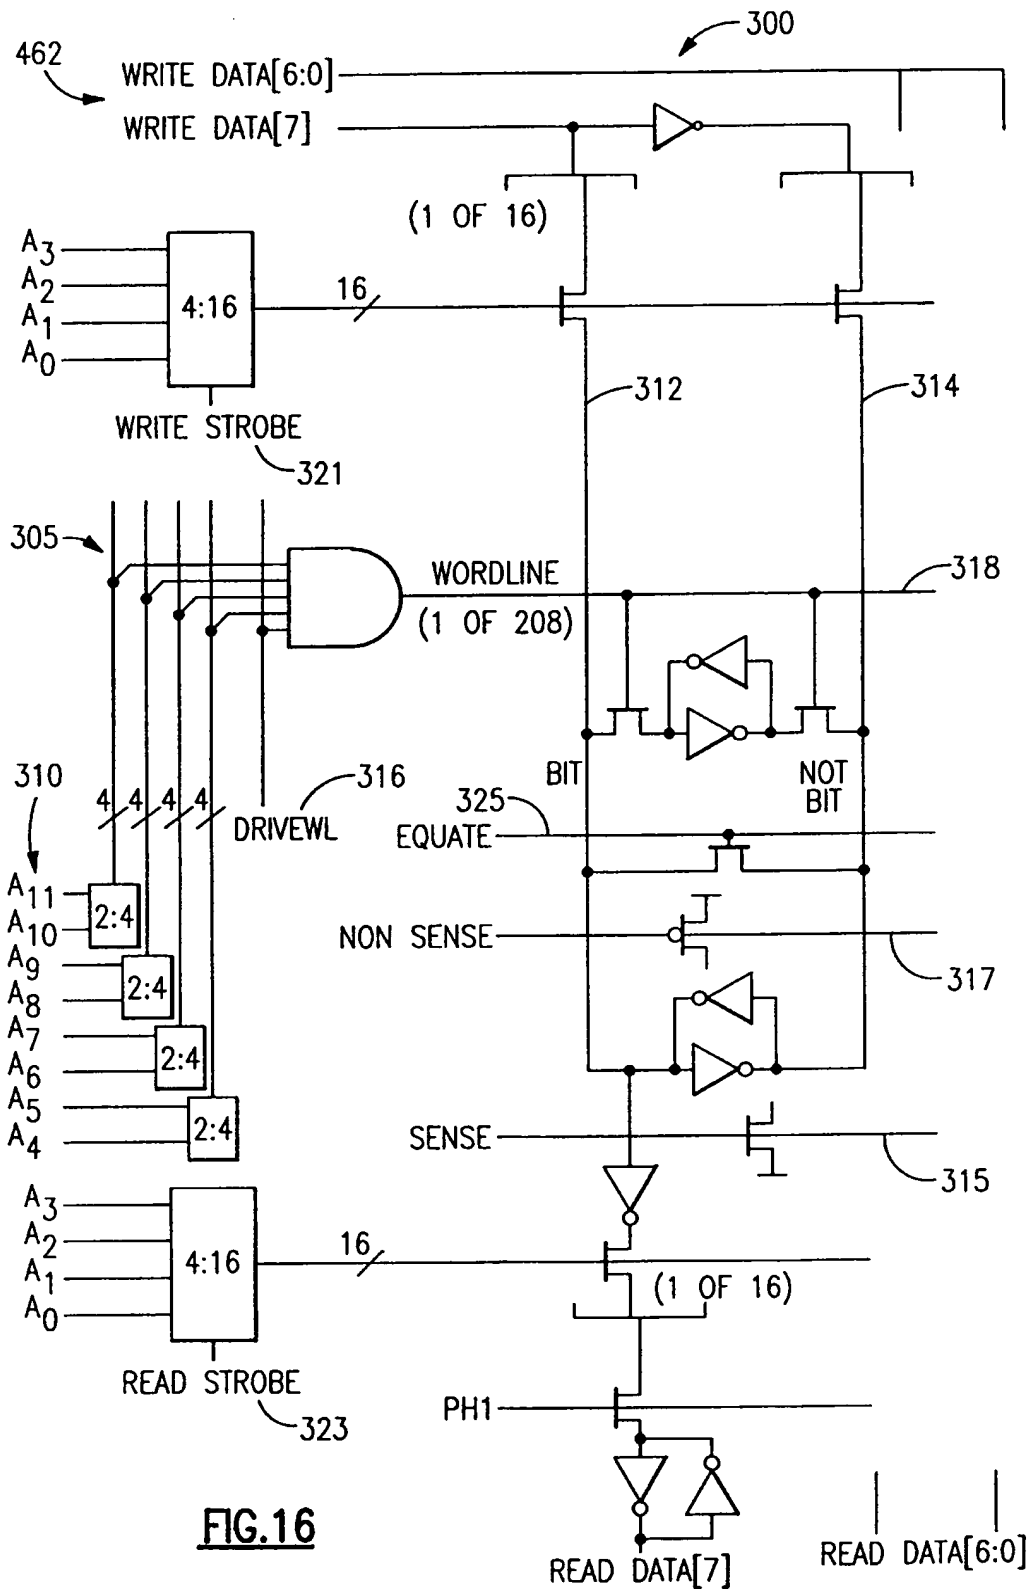 300
462
WRITE DATA[6:0]
WRITE DATA[7]
(1 OF 16)
A3
A2
A1
A0
4:16
16
WRITE STROBE
321
312
314
305
WORDLINE
(1 OF 208)
318
BIT
NOT
BIT
310
4 4 4 4
316
DRIVEWL
325
EQUATE
A11
A10
2:4
NON SENSE
317
A9
A8
2:4
A7
A6
2:4
A5
A4
2:4
SENSE
315
A3
A2
A1
A0
4:16
16
(1 OF 16)
READ STROBE
323
PH1
FIG.16
READ DATA[7]
READ DATA[6:0]